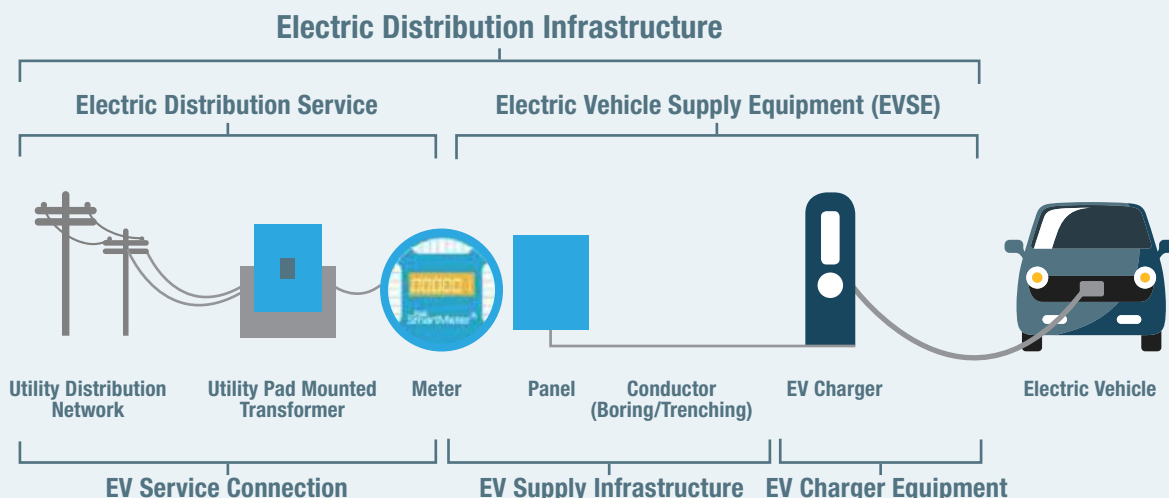 Electric Distribution Infrastructure
Electric Distribution Service
Electric Vehicle Supply Equipment (EVSE)
SmartMeter
Utility Distribution
Network
Utility Pad Mounted
Transformer
Meter
Panel
Conductor
(Boring/Trenching)
EV Charger
Electric Vehicle
EV Service Connection
EV Supply Infrastructure
EV Charger Equipment